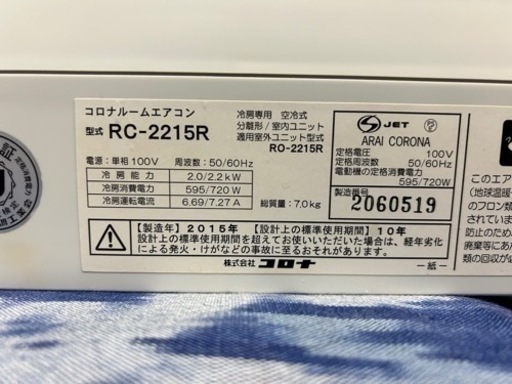 コロナルームエアコン
型式 RC-2215R
冷房専用 空冷式
分離形/室内ユニット
適用室外ユニット型式
RO-2215R
電源：単相100V 周波数：50/60Hz
冷房能力 2.0/2.2kW
冷房消費電力 595/720W
冷房運転電流 6.69/7.27A
総質量：7.0kg
JET
ARAI CORONA
定格電圧 100V
定格周波数 50/60Hz
電動機の定格消費電力
595/720W
製造番号
2060519
【製造年】2015年 【設計上の標準使用期間】10年
設計上の標準使用期間を超えてお使いいただいた場合は、経年劣化
による発火・けがなどの事故に至るおそれがあります。
株式会社 コロナ
－紙－
このエア
(地球温暖
のフロン類
されていま
防止のため
廃棄等にあ
類の回収が必